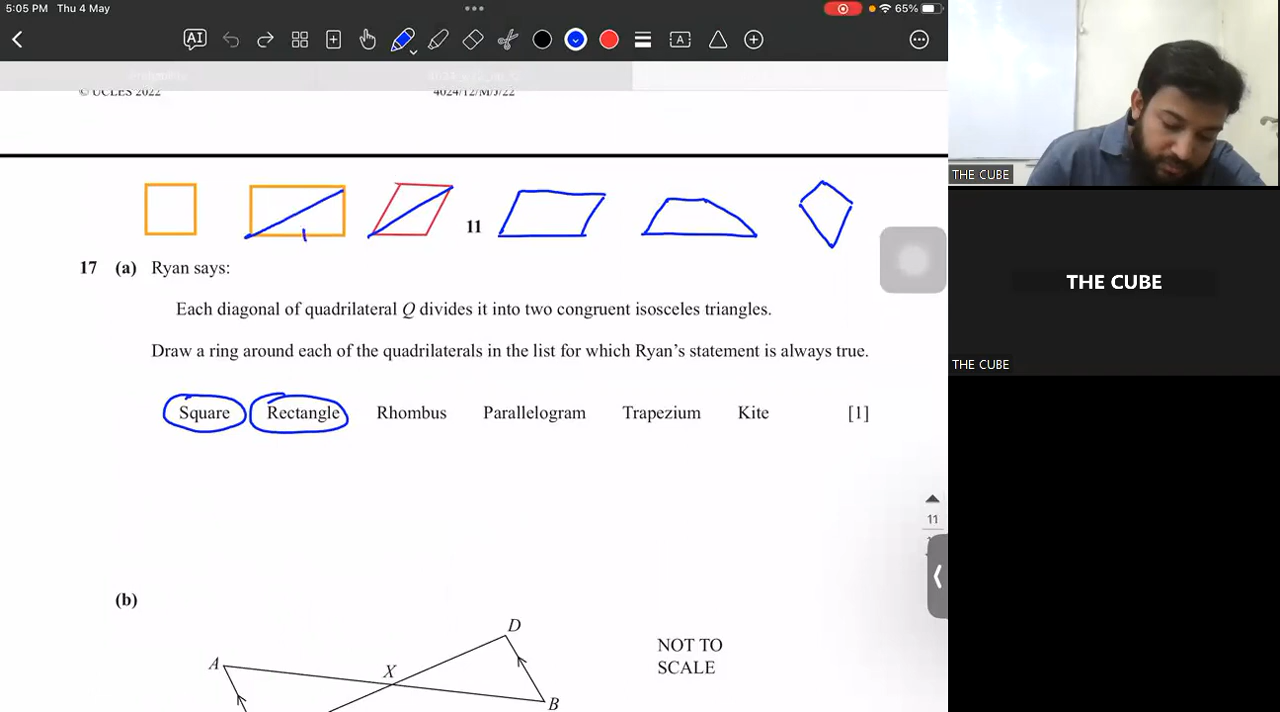 5:05 PM Thu 4 May
65%
AI
A
© UCLES 2022
4024/12/M/J/22
THE CUBE
11
17 (a) Ryan says:
Each diagonal of quadrilateral Q divides it into two congruent isosceles triangles.
Draw a ring around each of the quadrilaterals in the list for which Ryan's statement is always true.
Square Rectangle Rhombus Parallelogram Trapezium Kite [1]
THE CUBE
THE CUBE
11
(b)
D
NOT TO
SCALE
A
X
B